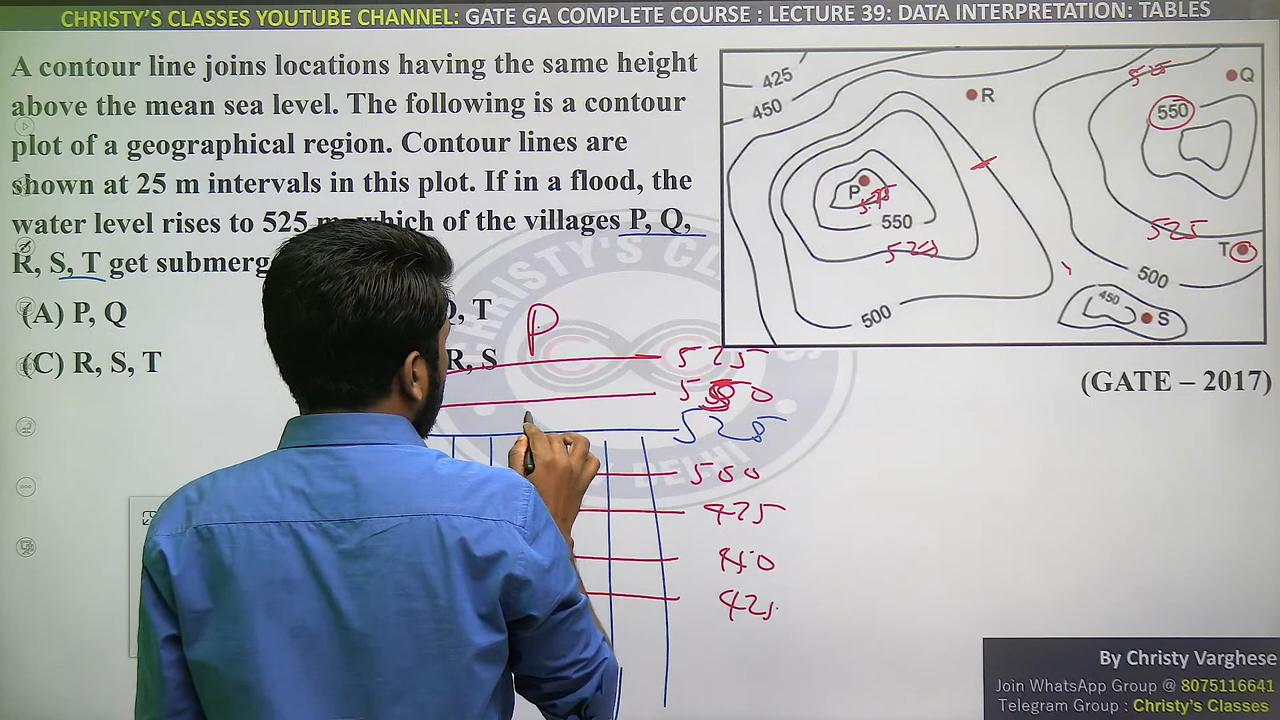 CHRISTY'S CLASSES YOUTUBE CHANNEL: GATE GA COMPLETE COURSE : LECTURE 39: DATA INTERPRETATION: TABLES
A contour line joins locations having the same height
above the mean sea level. The following is a contour
plot of a geographical region. Contour lines are
shown at 25 m intervals in this plot. If in a flood, the
water level rises to 525 which of the villages P, Q,
R, S, T get
(A) P, Q
T
(C) R, S, T
R, S
425
450
R
Q
525
550
P
575
550
525
500
525
T
500
450
S
(GATE – 2017)
P
525
550
525
500
475
450
CHRISTY'S
DELHI
By Christy Varghese
Join WhatsApp Group @ 8075116641
Telegram Group : Christy's Classes